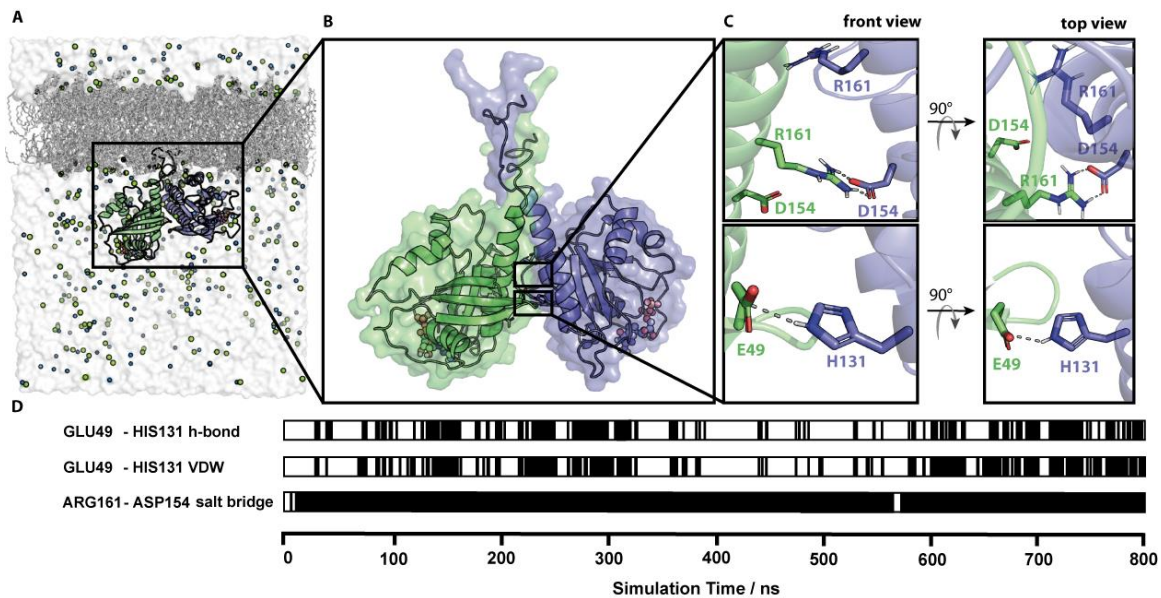 A
B
C
front view
top view
R161
R161
D154
D154
D154
90°
R161
R161
D154
D154
E49
H131
90°
E49
H131
D
GLU49 - HIS131 h-bond
GLU49 - HIS131 VDW
ARG161 - ASP154 salt bridge
0 100 200 300 400 500 600 700 800
Simulation Time / ns